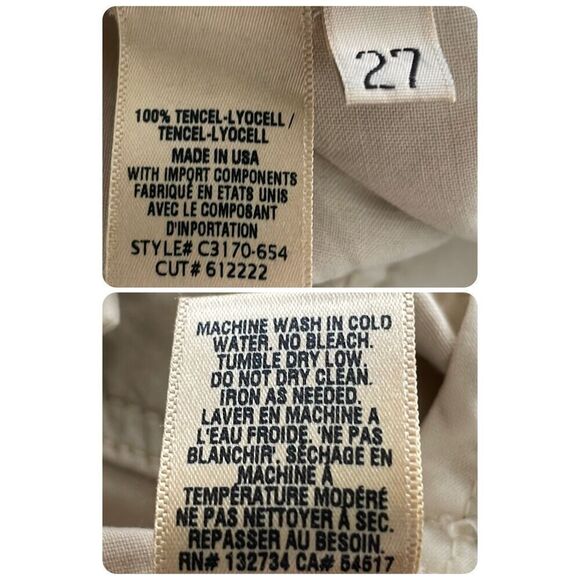 27
100% TENCEL-LYOCELL /
TENCEL-LYOCELL
MADE IN USA
WITH IMPORT COMPONENTS
FABRIQUÉ EN ETATS UNIS
AVEC LE COMPOSANT
D'INPORTATION
STYLE# C3170-654
CUT# 612222
MACHINE WASH IN COLD
WATER. NO BLEACH.
TUMBLE DRY LOW.
DO NOT DRY CLEAN.
IRON AS NEEDED.
LAVER EN MACHINE A
L'EAU FROIDE. 'NE PAS
BLANCHIR'. SÉCHAGE EN
MACHINE À
TEMPÉRATURE MODÉRÉ
NE PAS NETTOYER À SEC.
REPASSER AU BESOIN.
RN# 132734 CA# 54517